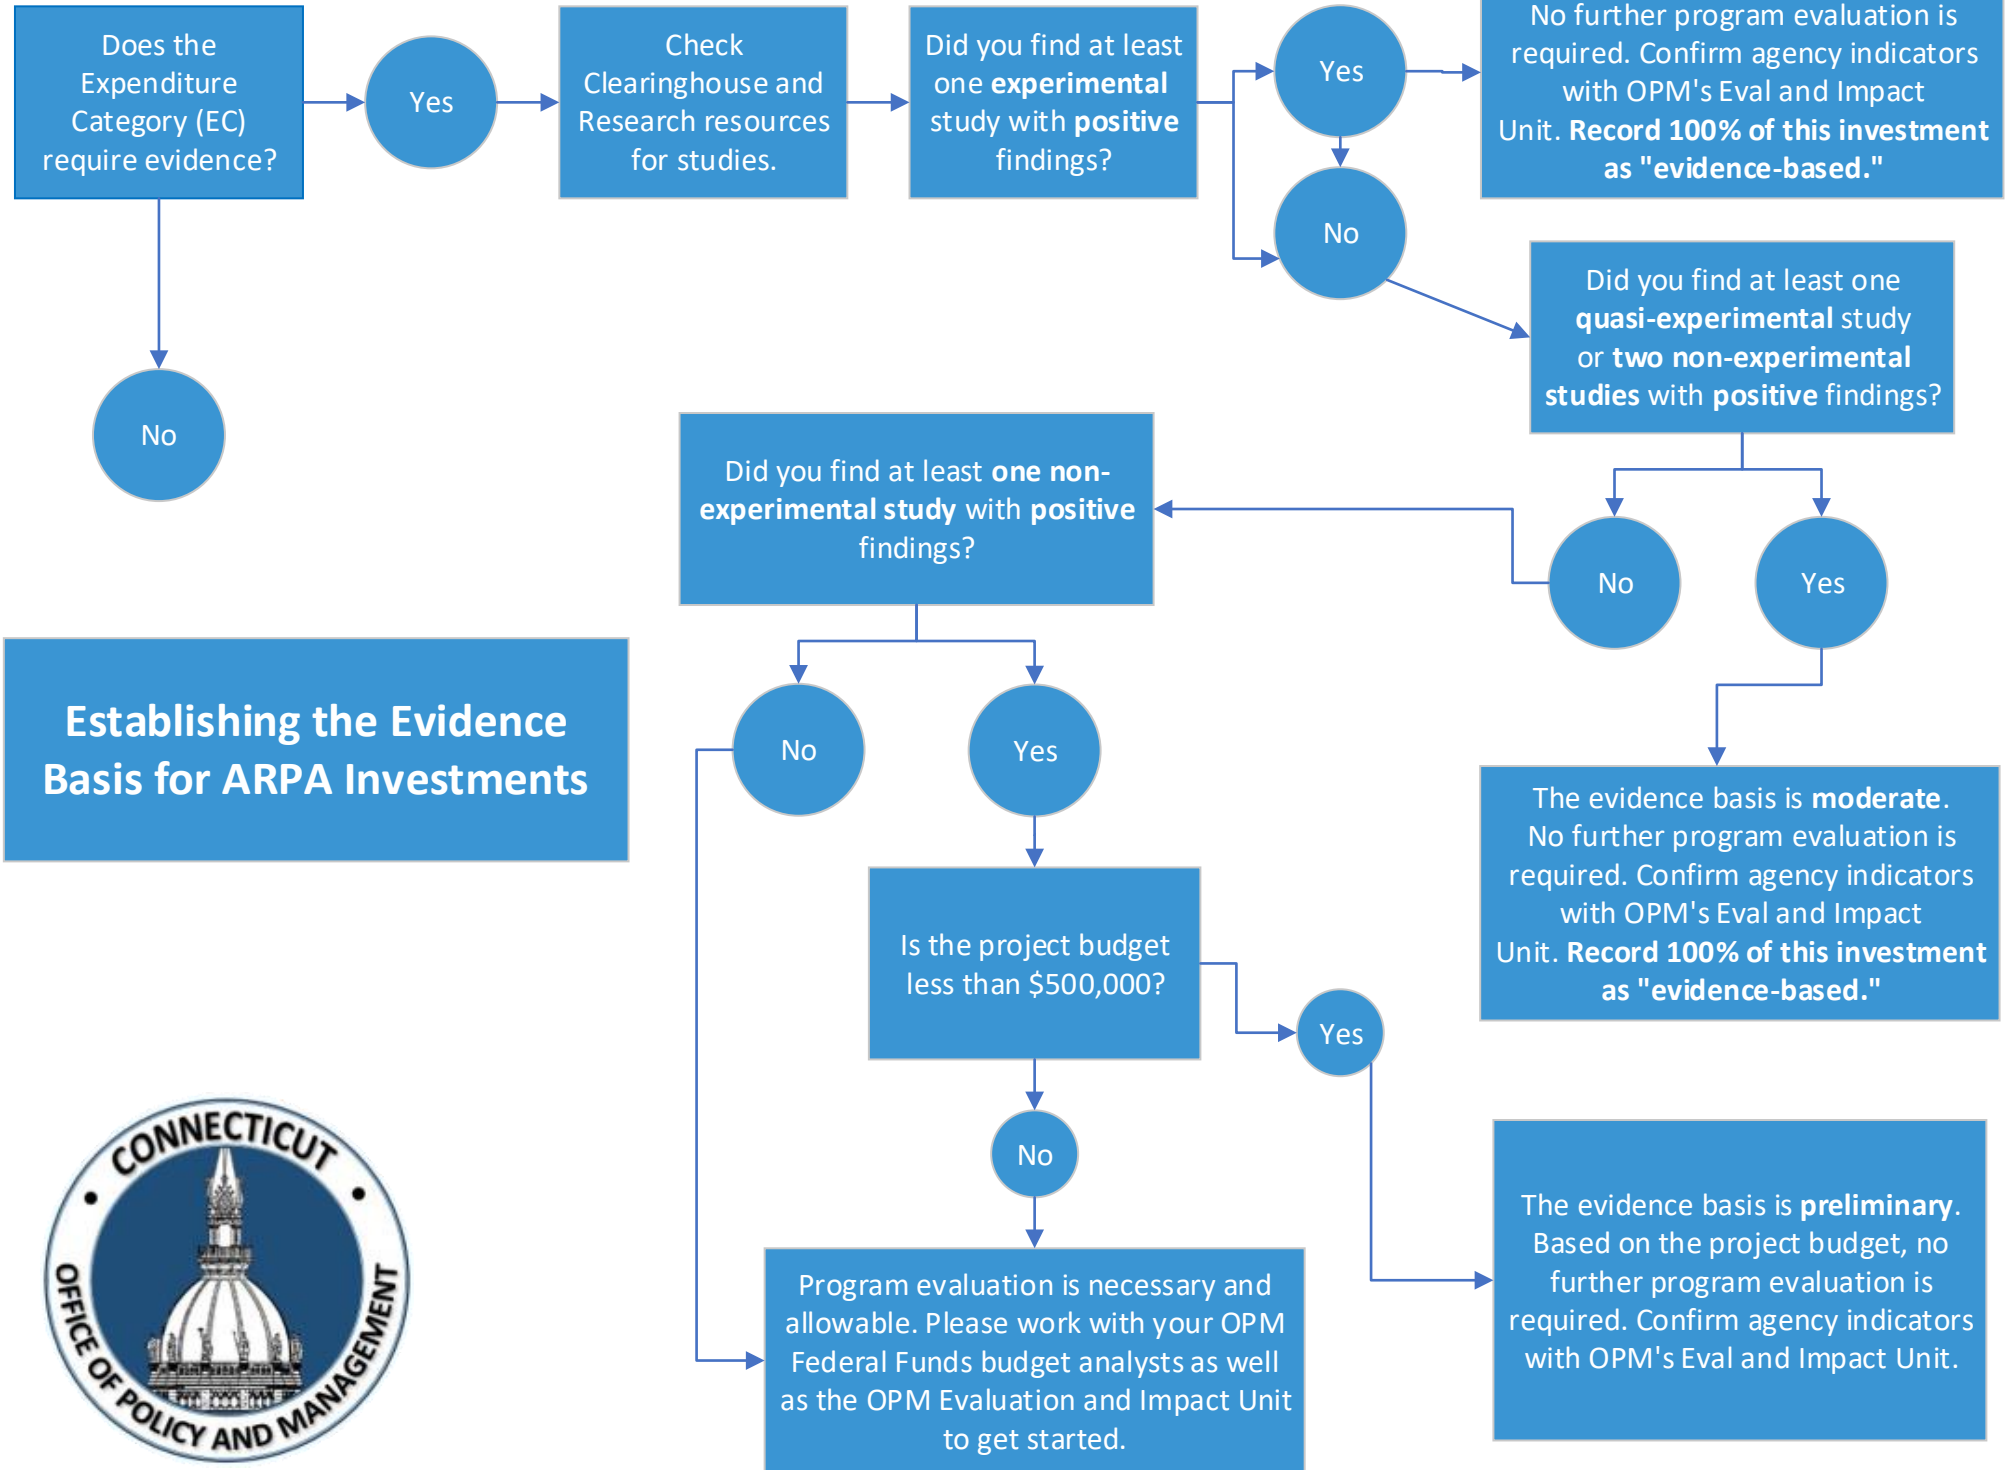 Does the
Expenditure
Category (EC)
require evidence?
Yes
Check
Clearinghouse and
Research resources
for studies.
Did you find at least
one experimental
study with positive
findings?
Yes
No further program evaluation is
required. Confirm agency indicators
with OPM's Eval and Impact
Unit. Record 100% of this investment
as "evidence-based."
No
Did you find at least one
quasi-experimental study
or two non-experimental
studies with positive findings?
No
Did you find at least one non-
experimental study with positive
findings?
No
Yes
Establishing the Evidence
Basis for ARPA Investments
No
Yes
The evidence basis is moderate.
No further program evaluation is
required. Confirm agency indicators
with OPM's Eval and Impact
Unit. Record 100% of this investment
as "evidence-based."
Is the project budget
less than $500,000?
Yes
No
The evidence basis is preliminary.
Based on the project budget, no
further program evaluation is
required. Confirm agency indicators
with OPM's Eval and Impact Unit.
Program evaluation is necessary and
allowable. Please work with your OPM
Federal Funds budget analysts as well
as the OPM Evaluation and Impact Unit
to get started.
CONNECTICUT
OFFICE OF POLICY AND MANAGEMENT